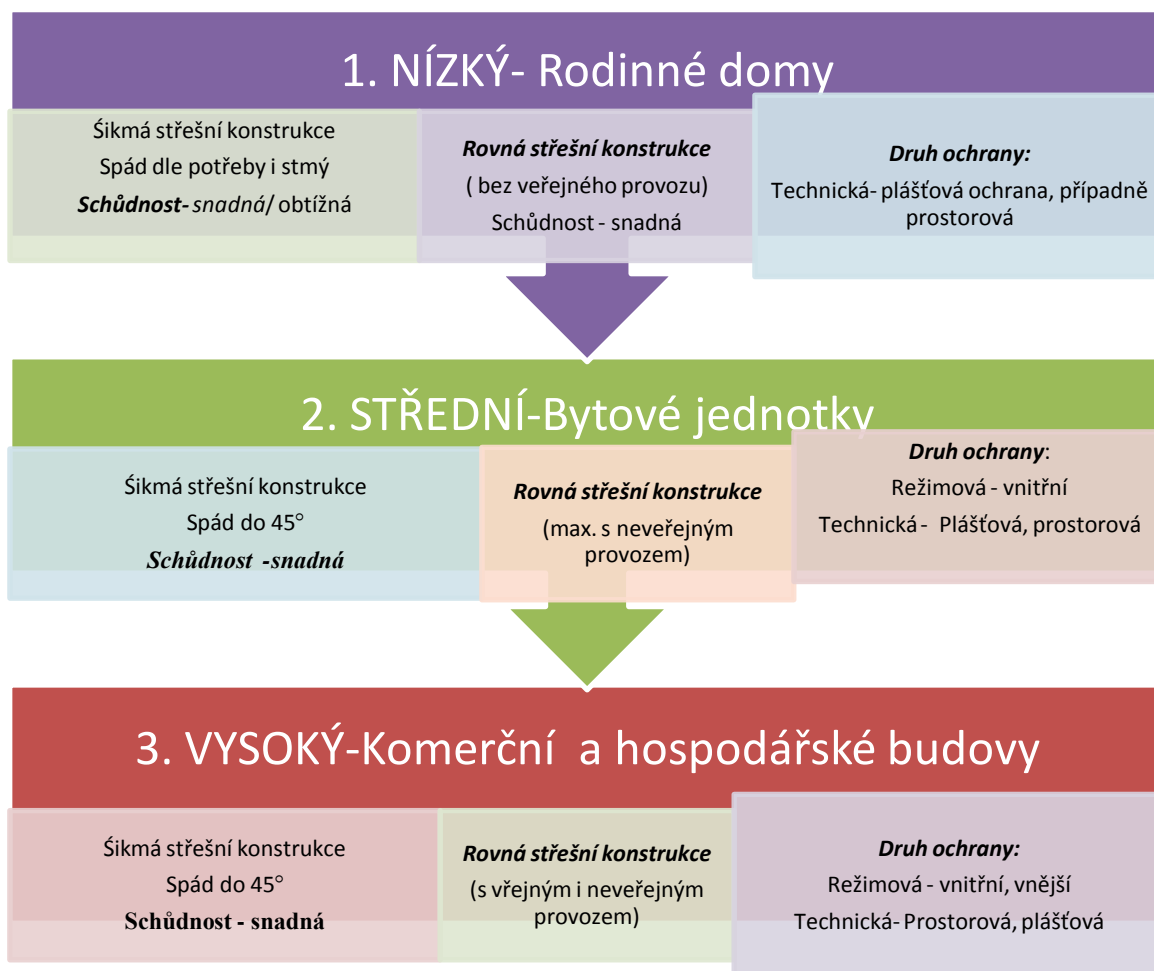 1. NÍZKÝ- Rodinné domy
Śikmá střešní konstrukce
Spád dle potřeby i stmý
Schůdnost- snadná/ obtížná
Rovná střešní konstrukce
( bez veřejného provozu)
Schůdnost - snadná
Druh ochrany:
Technická- plášťová ochrana, případně
prostorová
2. STŘEDNÍ-Bytové jednotky
Śikmá střešní konstrukce
Spád do 45°
Schůdnost -snadná
Rovná střešní konstrukce
(max. s neveřejným
provozem)
Druh ochrany:
Režimová - vnitřní
Technická - Plášťová, prostorová
3. VYSOKÝ-Komerční a hospodářské budovy
Śikmá střešní konstrukce
Spád do 45°
Schůdnost - snadná
Rovná střešní konstrukce
(s vřejným i neveřejným
provozem)
Druh ochrany:
Režimová - vnitřní, vnější
Technická- Prostorová, plášťová